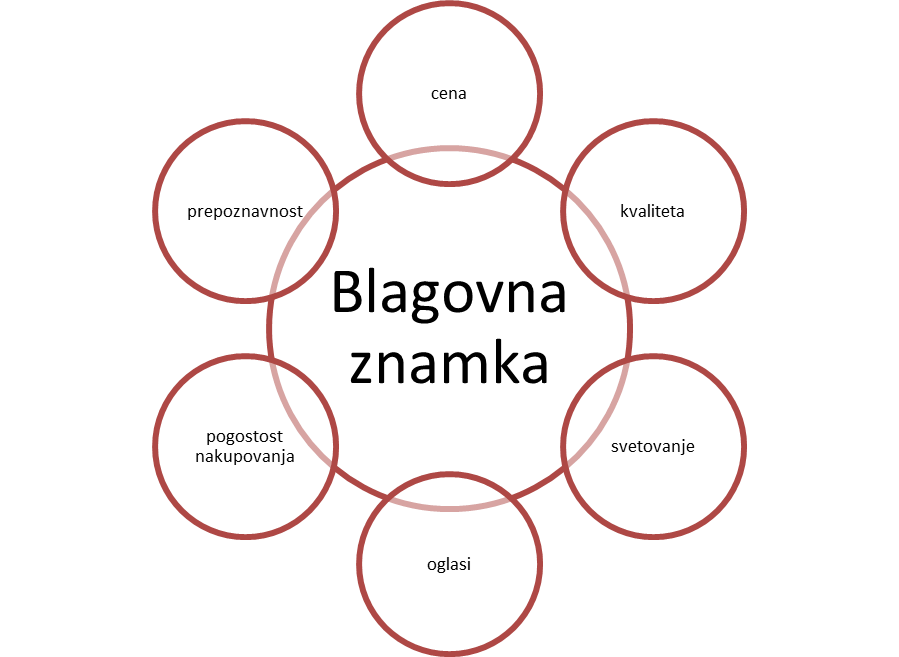 cena
prepoznavnost
kvaliteta
Blagovna
znamka
pogostost
nakupovanja
svetovanje
oglasi